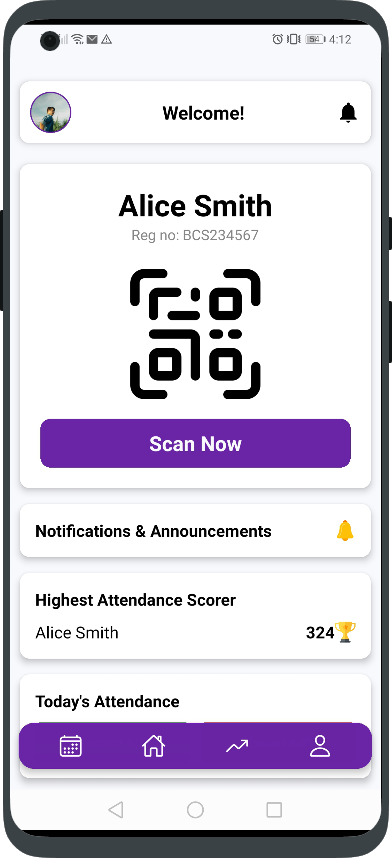 54 4:12
Welcome!
Alice Smith
Reg no: BCS234567
Scan Now
Notifications & Announcements
Highest Attendance Scorer
Alice Smith 324
Today's Attendance